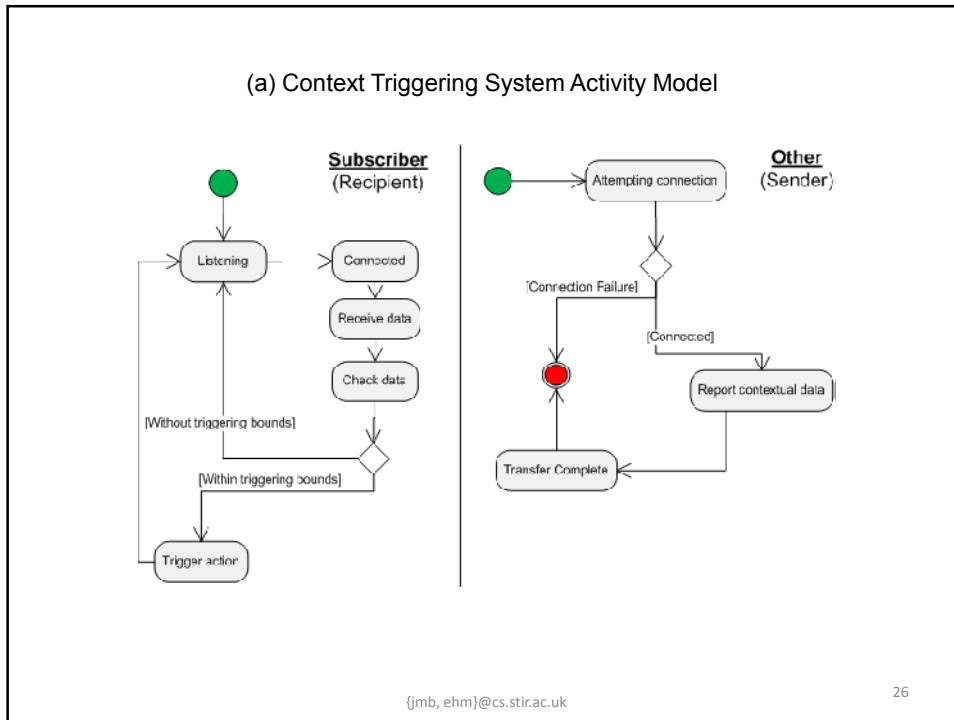 (a) Context Triggering System Activity Model
Subscriber
(Recipient)
Listening
Connected
Receive data
Check data
[Without triggering bounds]
[Within triggering bounds]
Trigger action
Other
(Sender)
Attempting connection
[Connection Failure]
[Connected]
Report contextual data
Transfer Complete
{jmb, ehm}@cs.stir.ac.uk
26